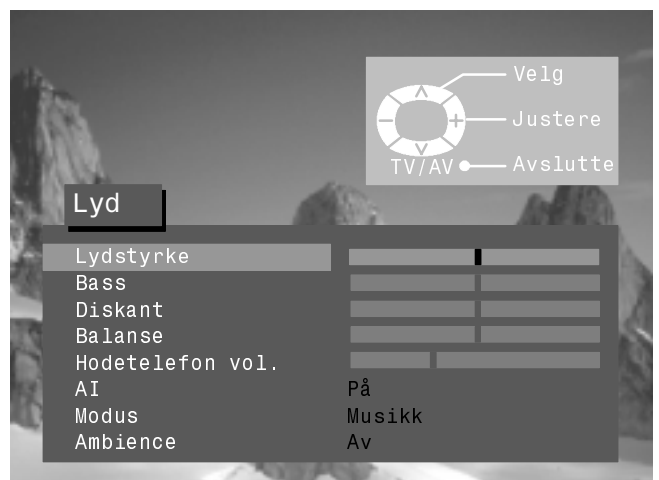 Velg
Justere
TV/AV Avslutte
Lyd
Lydstyrke
Bass
Diskant
Balanse
Hodetelefon vol.
AI På
Modus Musikk
Ambience Av